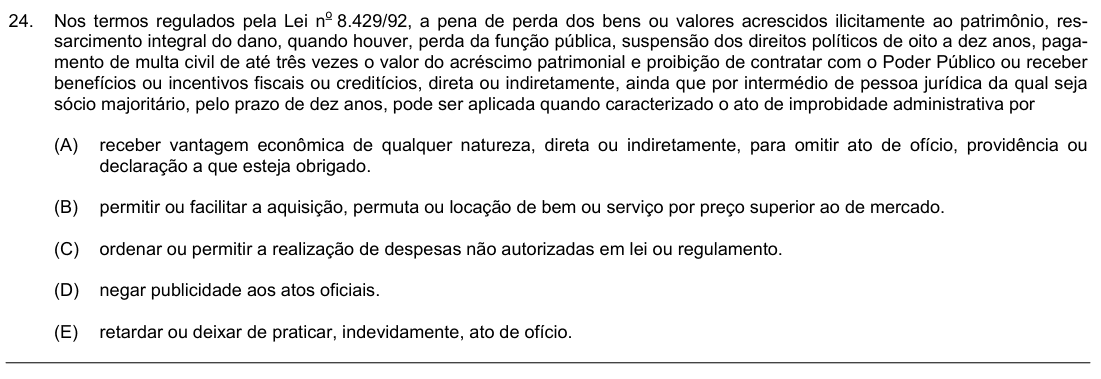 24. Nos termos regulados pela Lei nº 8.429/92, a pena de perda dos bens ou valores acrescidos ilicitamente ao patrimônio, res-
sarcimento integral do dano, quando houver, perda da função pública, suspensão dos direitos políticos de oito a dez anos, paga-
mento de multa civil de até três vezes o valor do acréscimo patrimonial e proibição de contratar com o Poder Público ou receber
benefícios ou incentivos fiscais ou creditícios, direta ou indiretamente, ainda que por intermédio de pessoa jurídica da qual seja
sócio majoritário, pelo prazo de dez anos, pode ser aplicada quando caracterizado o ato de improbidade administrativa por
(A) receber vantagem econômica de qualquer natureza, direta ou indiretamente, para omitir ato de ofício, providência ou
declaração a que esteja obrigado.
(B) permitir ou facilitar a aquisição, permuta ou locação de bem ou serviço por preço superior ao de mercado.
(C) ordenar ou permitir a realização de despesas não autorizadas em lei ou regulamento.
(D) negar publicidade aos atos oficiais.
(E) retardar ou deixar de praticar, indevidamente, ato de ofício.